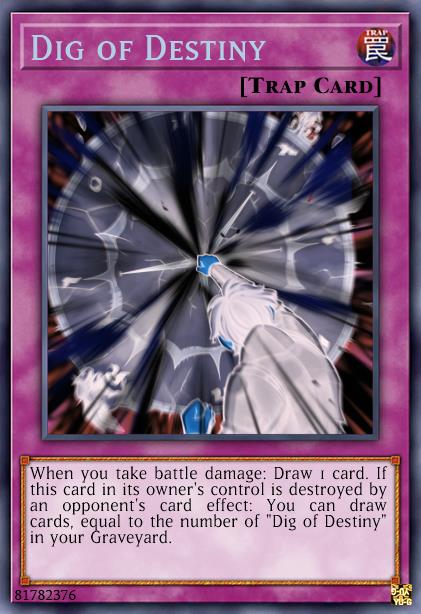 Dig of Destiny
TRAP
罠
[Trap Card]
When you take battle damage: Draw 1 card. If
this card in its owner's control is destroyed by
an opponent's card effect: You can draw
cards, equal to the number of "Dig of Destiny"
in your Graveyard.
81782376